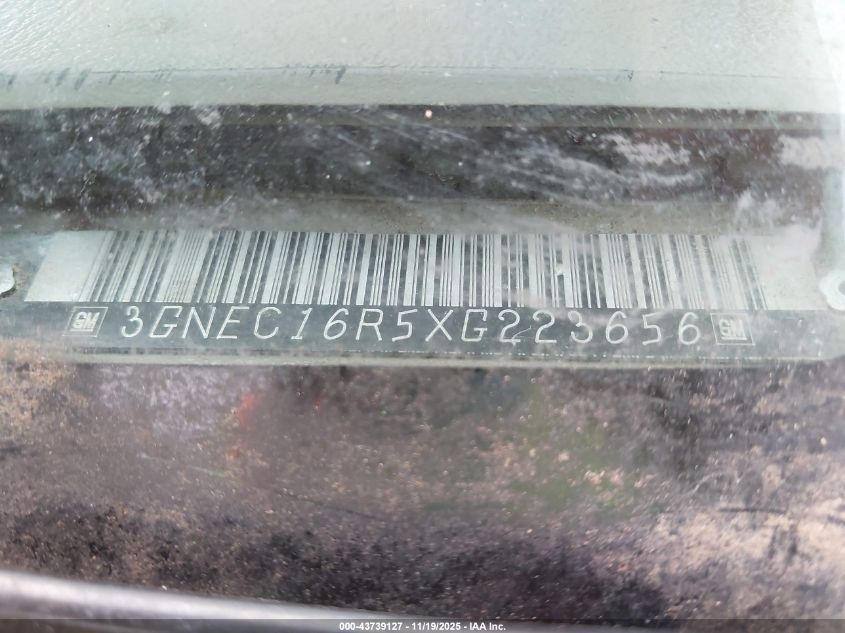 GM 3GNEC16R5XG223656 GM
000-43739127 - 11/19/2025 - IAA Inc.